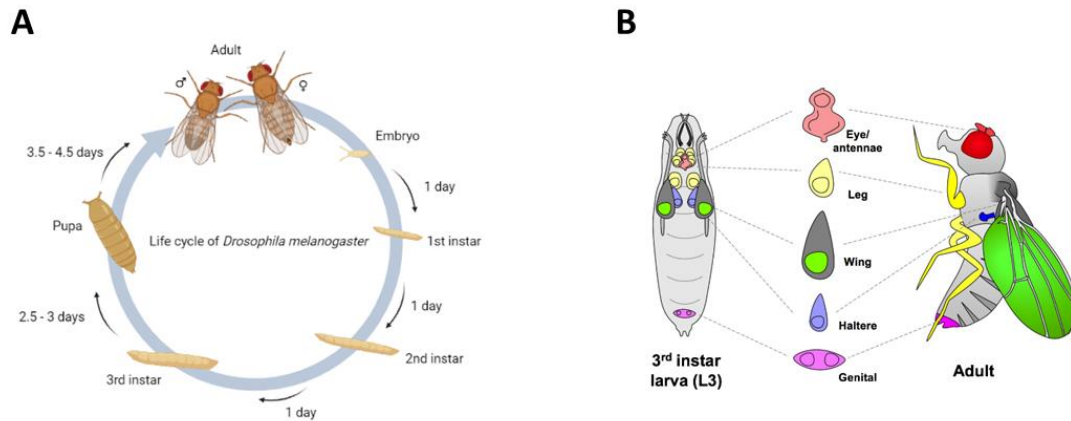 A
Adult
♂
♀
Embryo
1 day
1st instar
1 day
2nd instar
1 day
3rd instar
2.5 - 3 days
Pupa
3.5 - 4.5 days
Life cycle of Drosophila melanogaster
B
Eye/
antennae
Leg
Wing
Haltere
Genital
3rd instar
larva (L3)
Adult